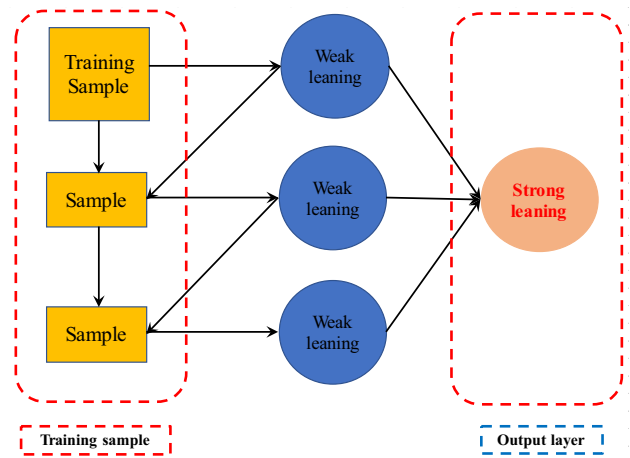 Training
Sample
Weak
leaning
Sample
Weak
leaning
Strong
leaning
Sample
Weak
leaning
Training sample
Output layer